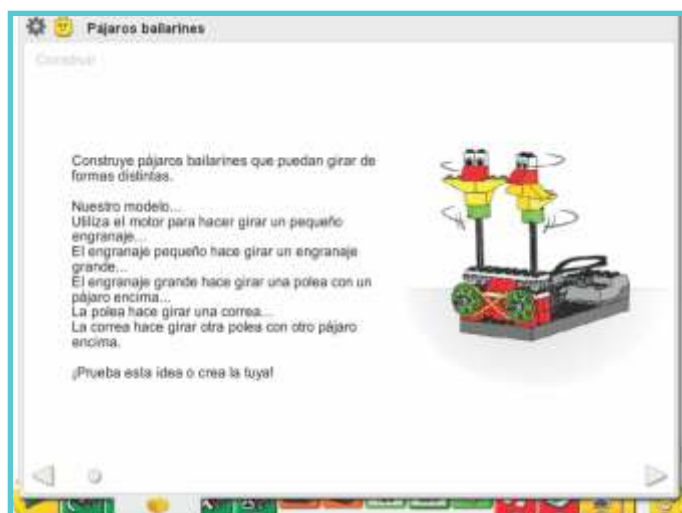 Pájaros bailarines
Construir
Construye pájaros bailarines que puedan girar de
formas distintas.
Nuestro modelo...
Utiliza el motor para hacer girar un pequeño
engranaje...
El engranaje pequeño hace girar un engranaje
grande...
El engranaje grande hace girar una polea con un
pájaro encima...
La polea hace girar una correa...
La correa hace girar otra polea con otro pájaro
encima.
¡Prueba esta idea o crea la tuya!